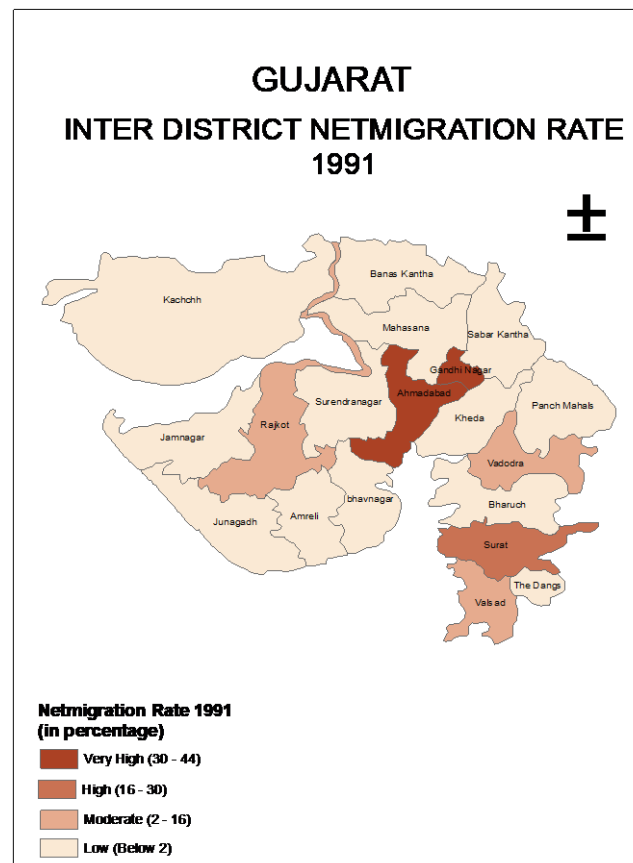 GUJARAT
INTER DISTRICT NETMIGRATION RATE
1991
±
Banas Kantha
Kachchh
Mahasana
Sabar Kantha
Gandhi Nagar
Ahmadabad
Panch Mahals
Surendranagar
Kheda
Rajkot
Jamnagar
Vadodra
bhavnagar
Bharuch
Amreli
Junagadh
Surat
The Dangs
Valsad
Netmigration Rate 1991
(in percentage)
Very High (30 - 44)
High (16 - 30)
Moderate (2 - 16)
Low (Below 2)